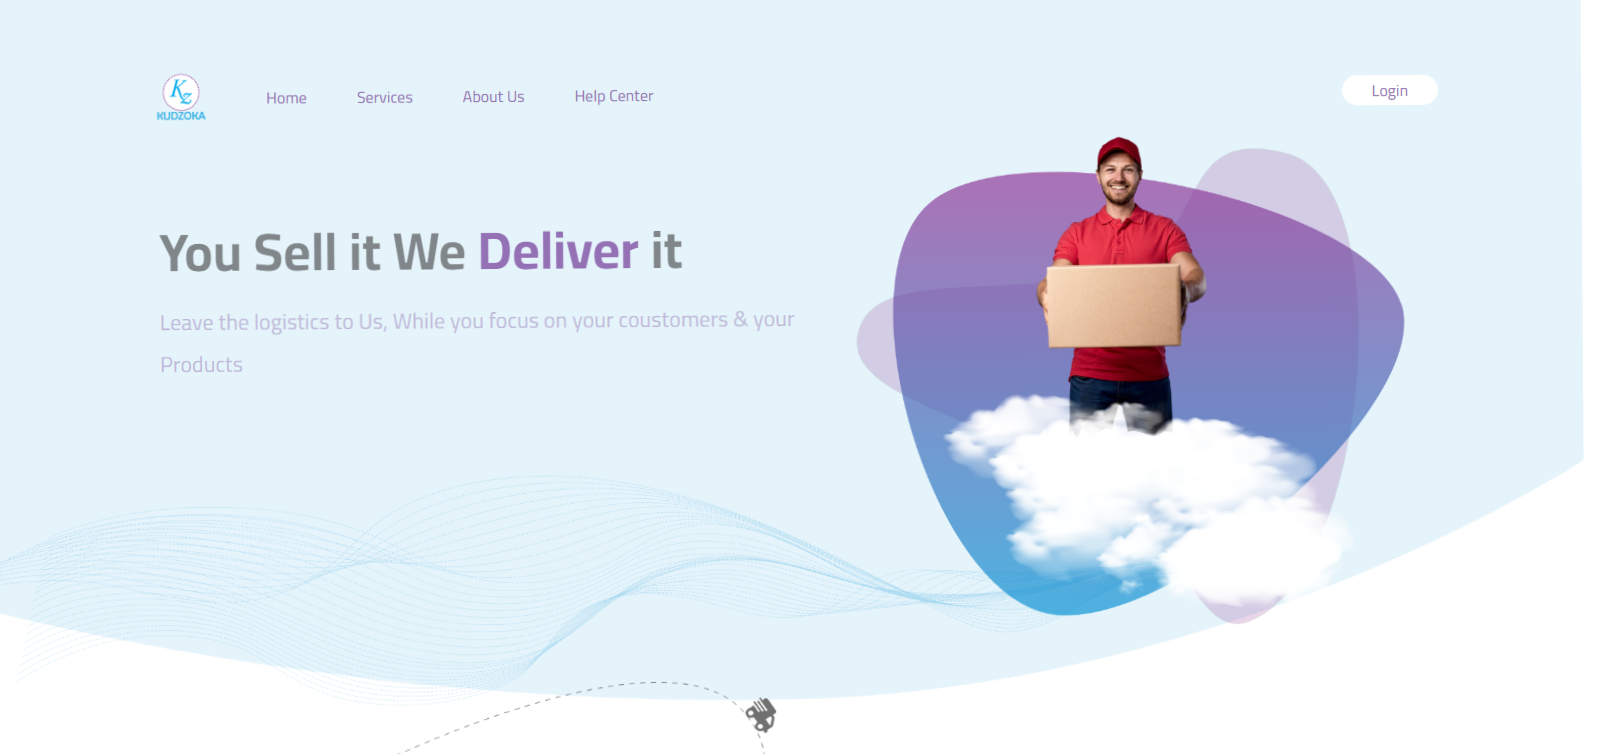 Kz
KUDZOKA
Home
Services
About Us
Help Center
Login
You Sell it We Deliver it
Leave the logistics to Us, While you focus on your coustomers & your
Products